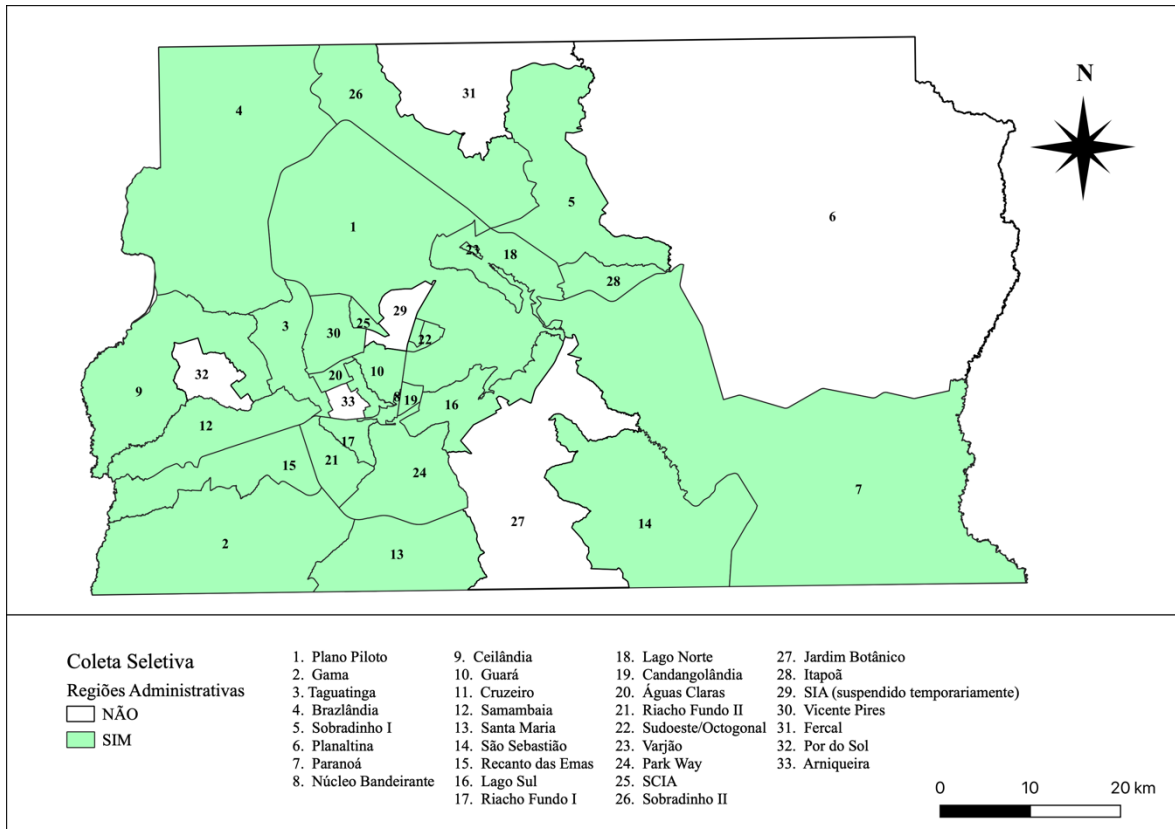 N
4
26
31
5
6
1
23
18
28
3
30
25
29
22
9
32
20
10
33
8
19
16
12
17
15
21
24
7
27
14
2
13
Coleta Seletiva
Regiões Administrativas
NÃO
SIM
1. Plano Piloto
2. Gama
3. Taguatinga
4. Brazlândia
5. Sobradinho I
6. Planaltina
7. Paranoá
8. Núcleo Bandeirante
9. Ceilândia
10. Guará
11. Cruzeiro
12. Samambaia
13. Santa Maria
14. São Sebastião
15. Recanto das Emas
16. Lago Sul
17. Riacho Fundo I
18. Lago Norte
19. Candangolândia
20. Águas Claras
21. Riacho Fundo II
22. Sudoeste/Octogonal
23. Varjão
24. Park Way
25. SCIA
26. Sobradinho II
27. Jardim Botânico
28. Itapoã
29. SIA (suspendido temporariamente)
30. Vicente Pires
31. Fercal
32. Por do Sol
33. Arniqueira
0 10 20 km